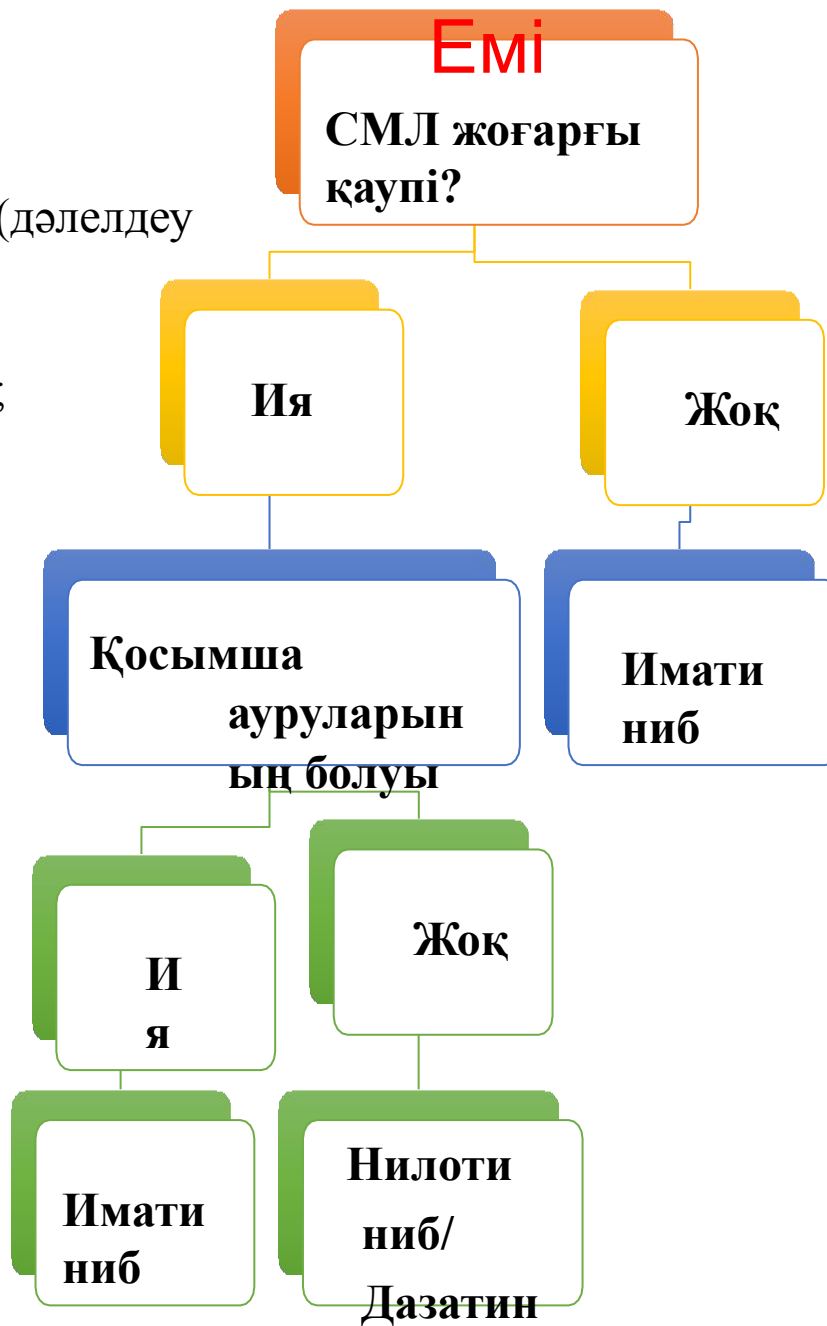 Емі
СМЛ жоғарғы
қаупі?
(дәлелдеу
;
Ия
Жоқ
Қосымша
ауруларын
ың болуы
Имати
ниб
И
я
Жоқ
Имати
ниб
Нилоти
ниб/
Дазатин